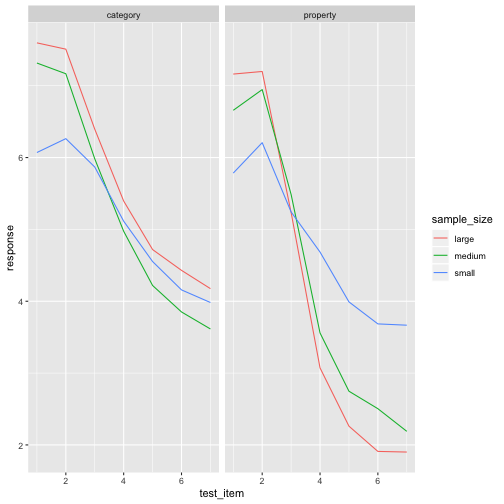 category
property
6
4
2
response
2
4
6
2
4
6
test_item
sample_size
large
medium
small